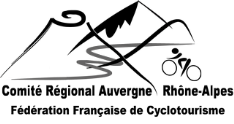 Comité Régional Auvergne Rhône-Alpes
Fédération Française de Cyclotourisme